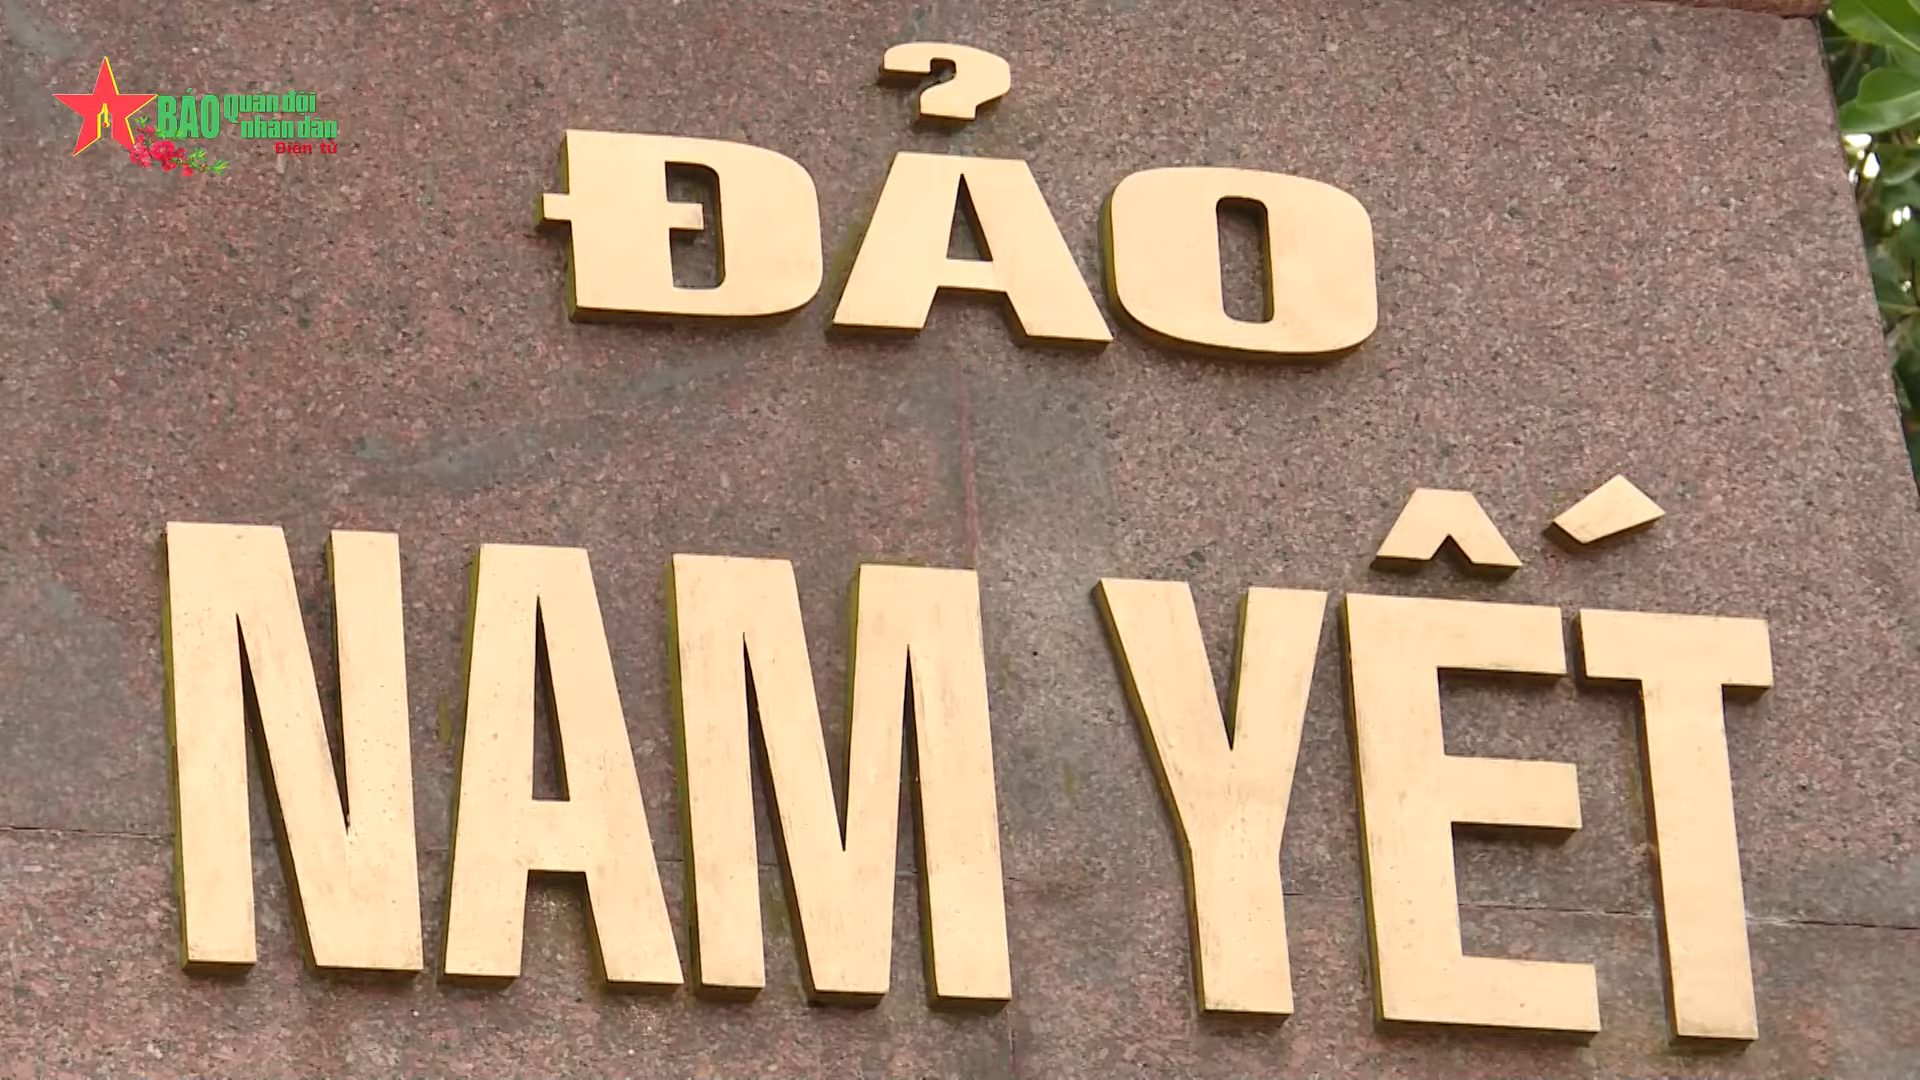 BÁO Quân đội
nhân dân
Điện tử
ĐẢO
NAM YẾT